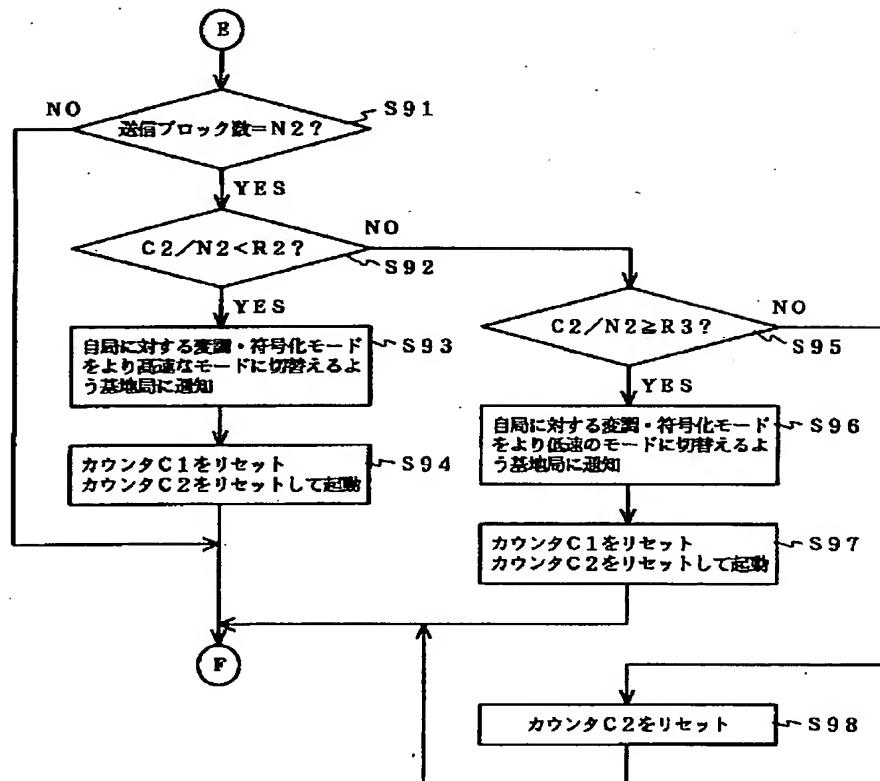 E
NO
送信ブロック数=N2?
S91
YES
C2/N2<R2?
NO
S92
YES
自局に対する変調・符号化モード
をより高速なモードに切替えるよ
う基地局に通知
S93
カウンタC1をリセット
カウンタC2をリセットして起動
S94
C2/N2≧R3?
NO
S95
YES
自局に対する変調・符号化モード
をより低速のモードに切替えるよ
う基地局に通知
S96
カウンタC1をリセット
カウンタC2をリセットして起動
S97
F
カウンタC2をリセット
S98